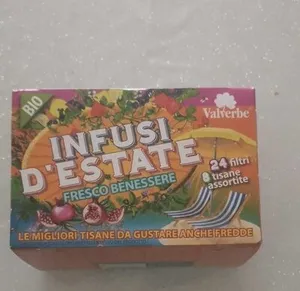 BIO
Valverbe
INFUSI
D'ESTATE
FRESCO BENESSERE
24 filtri
8 tisane
assortite
LE MIGLIORI TISANE DA GUSTARE ANCHE FREDDE